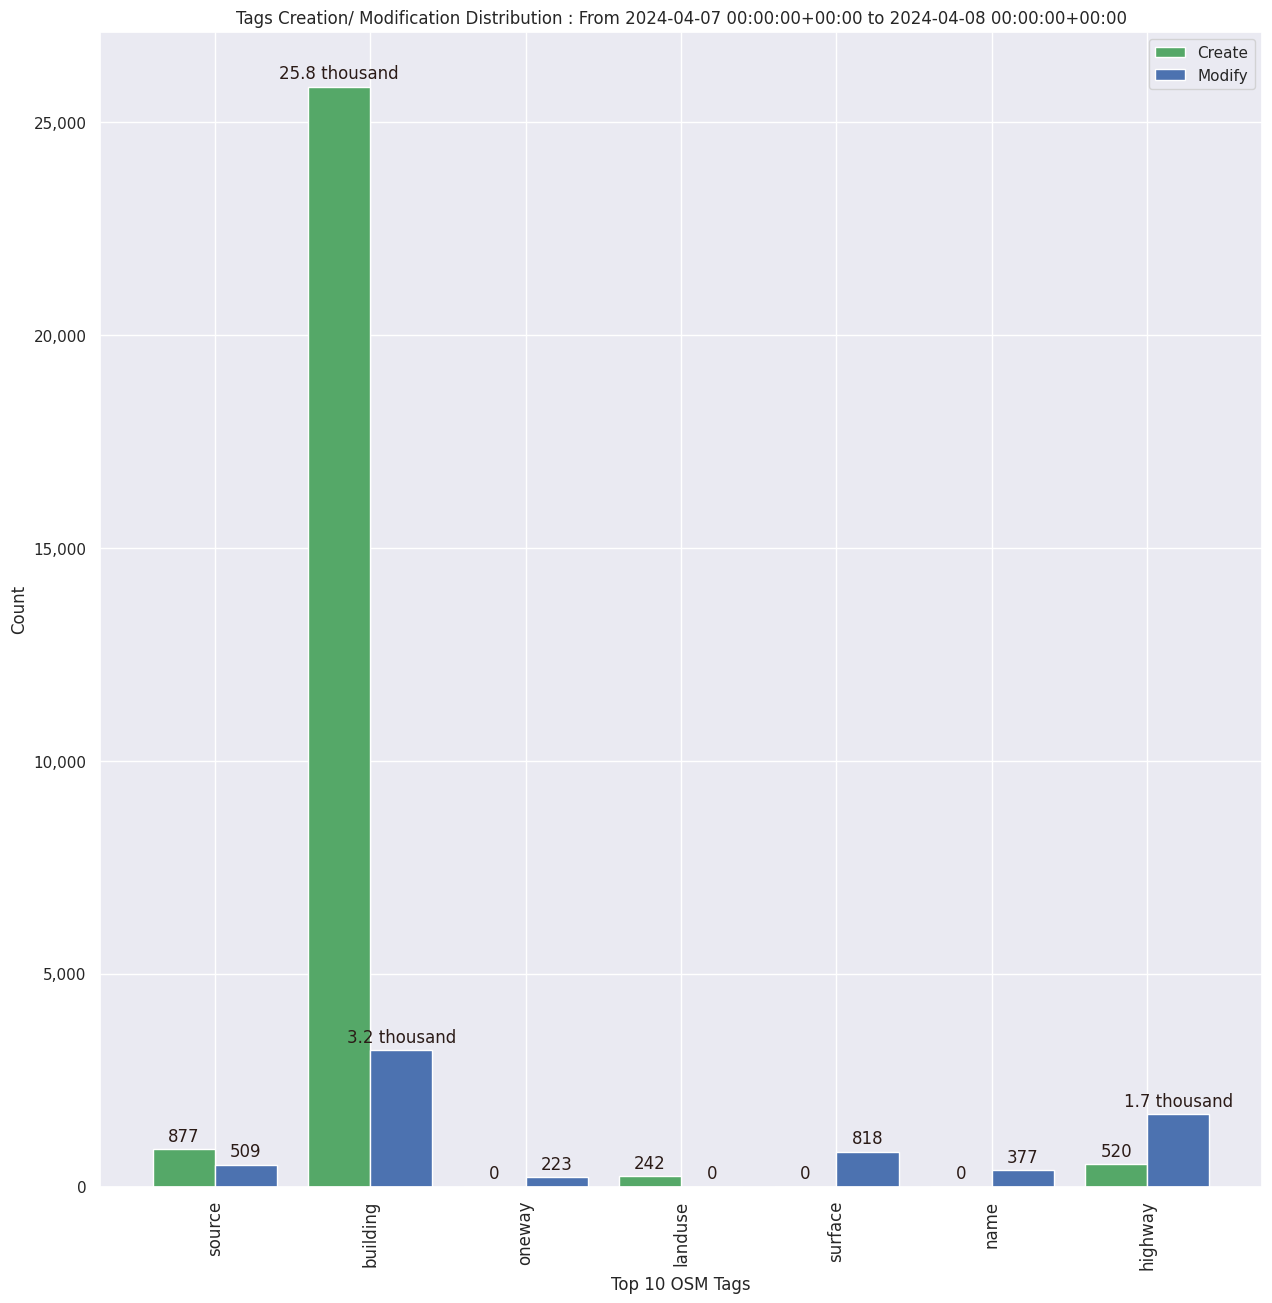 Tags Creation/ Modification Distribution : From 2024-04-07 00:00:00+00:00 to 2024-04-08 00:00:00+00:00
Create
Modify
25.8 thousand
25,000
20,000
15,000
10,000
5,000
0
Count
3.2 thousand
1.7 thousand
877
509
0
223
242
0
0
818
0
377
520
source
building
oneway
landuse
surface
name
highway
Top 10 OSM Tags